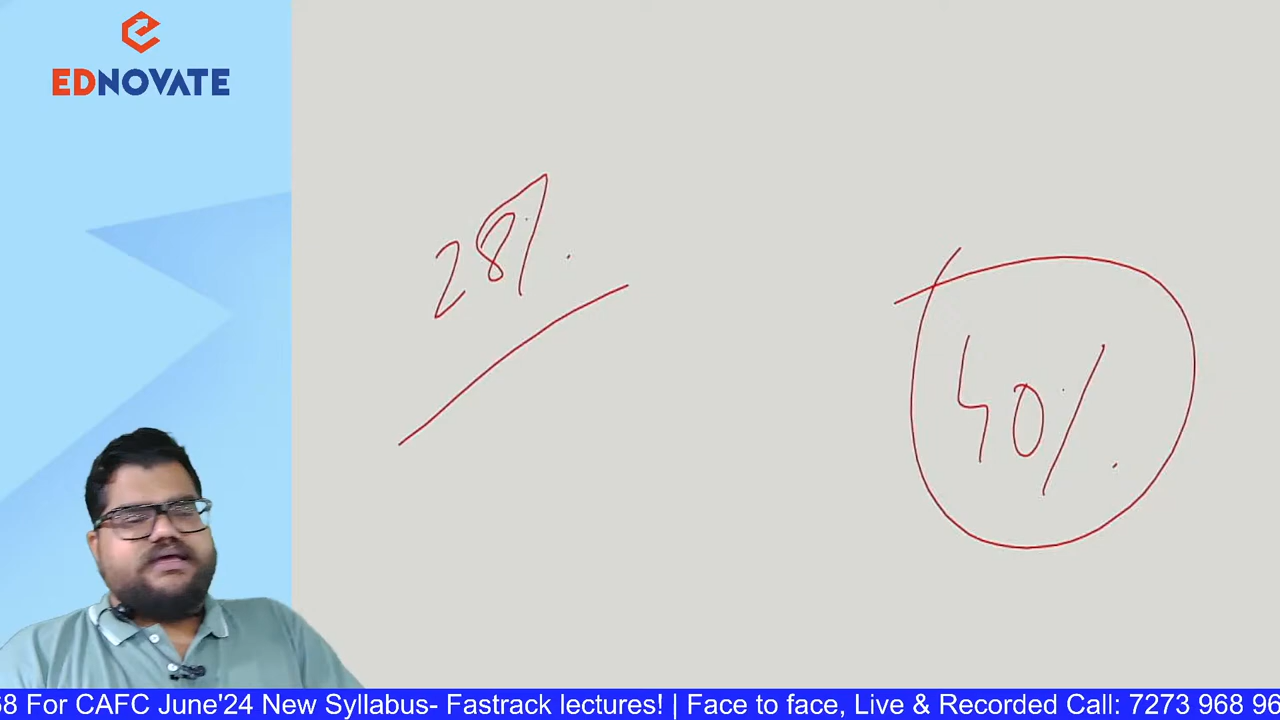 EDNOVATE
28%.
40%.
68 For CAFC June'24 New Syllabus- Fastrack lectures! | Face to face, Live & Recorded Call: 7273 968 96